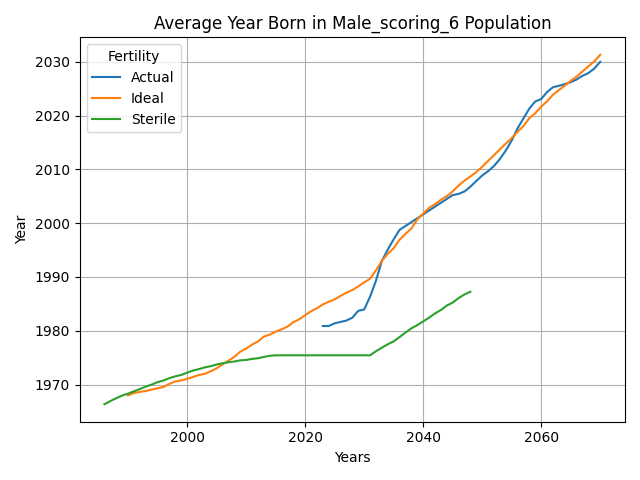 Average Year Born in Male_scoring_6 Population
Year
2030
2020
2010
2000
1990
1980
1970
Fertility
Actual
Ideal
Sterile
2000
2020
2040
2060
Years